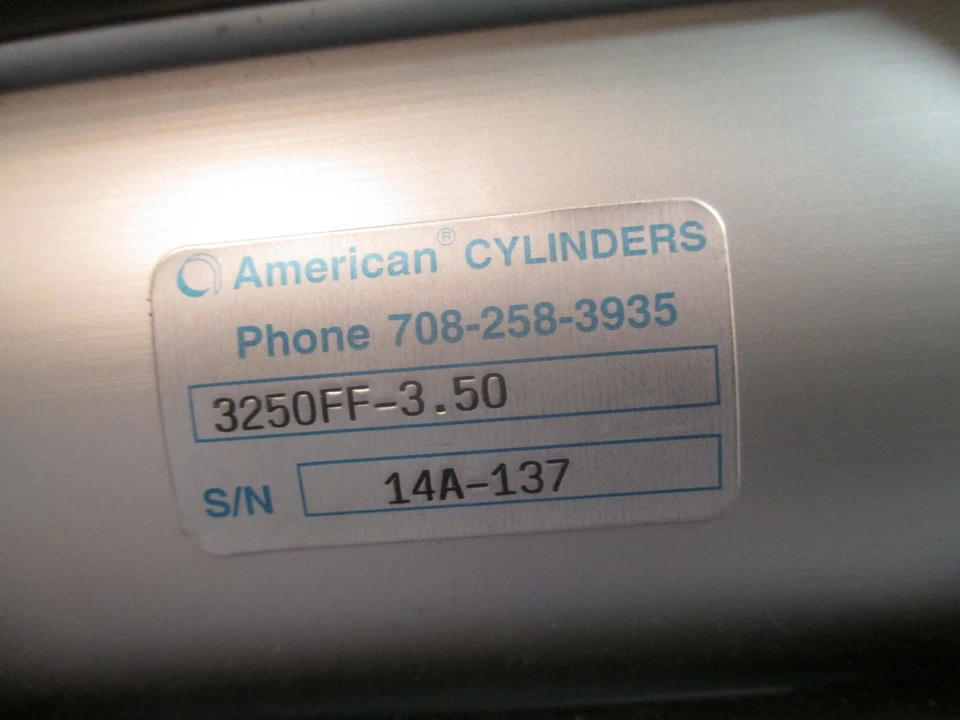 American® CYLINDERS
Phone 708-258-3935
3250FF-3.50
S/N 14A-137